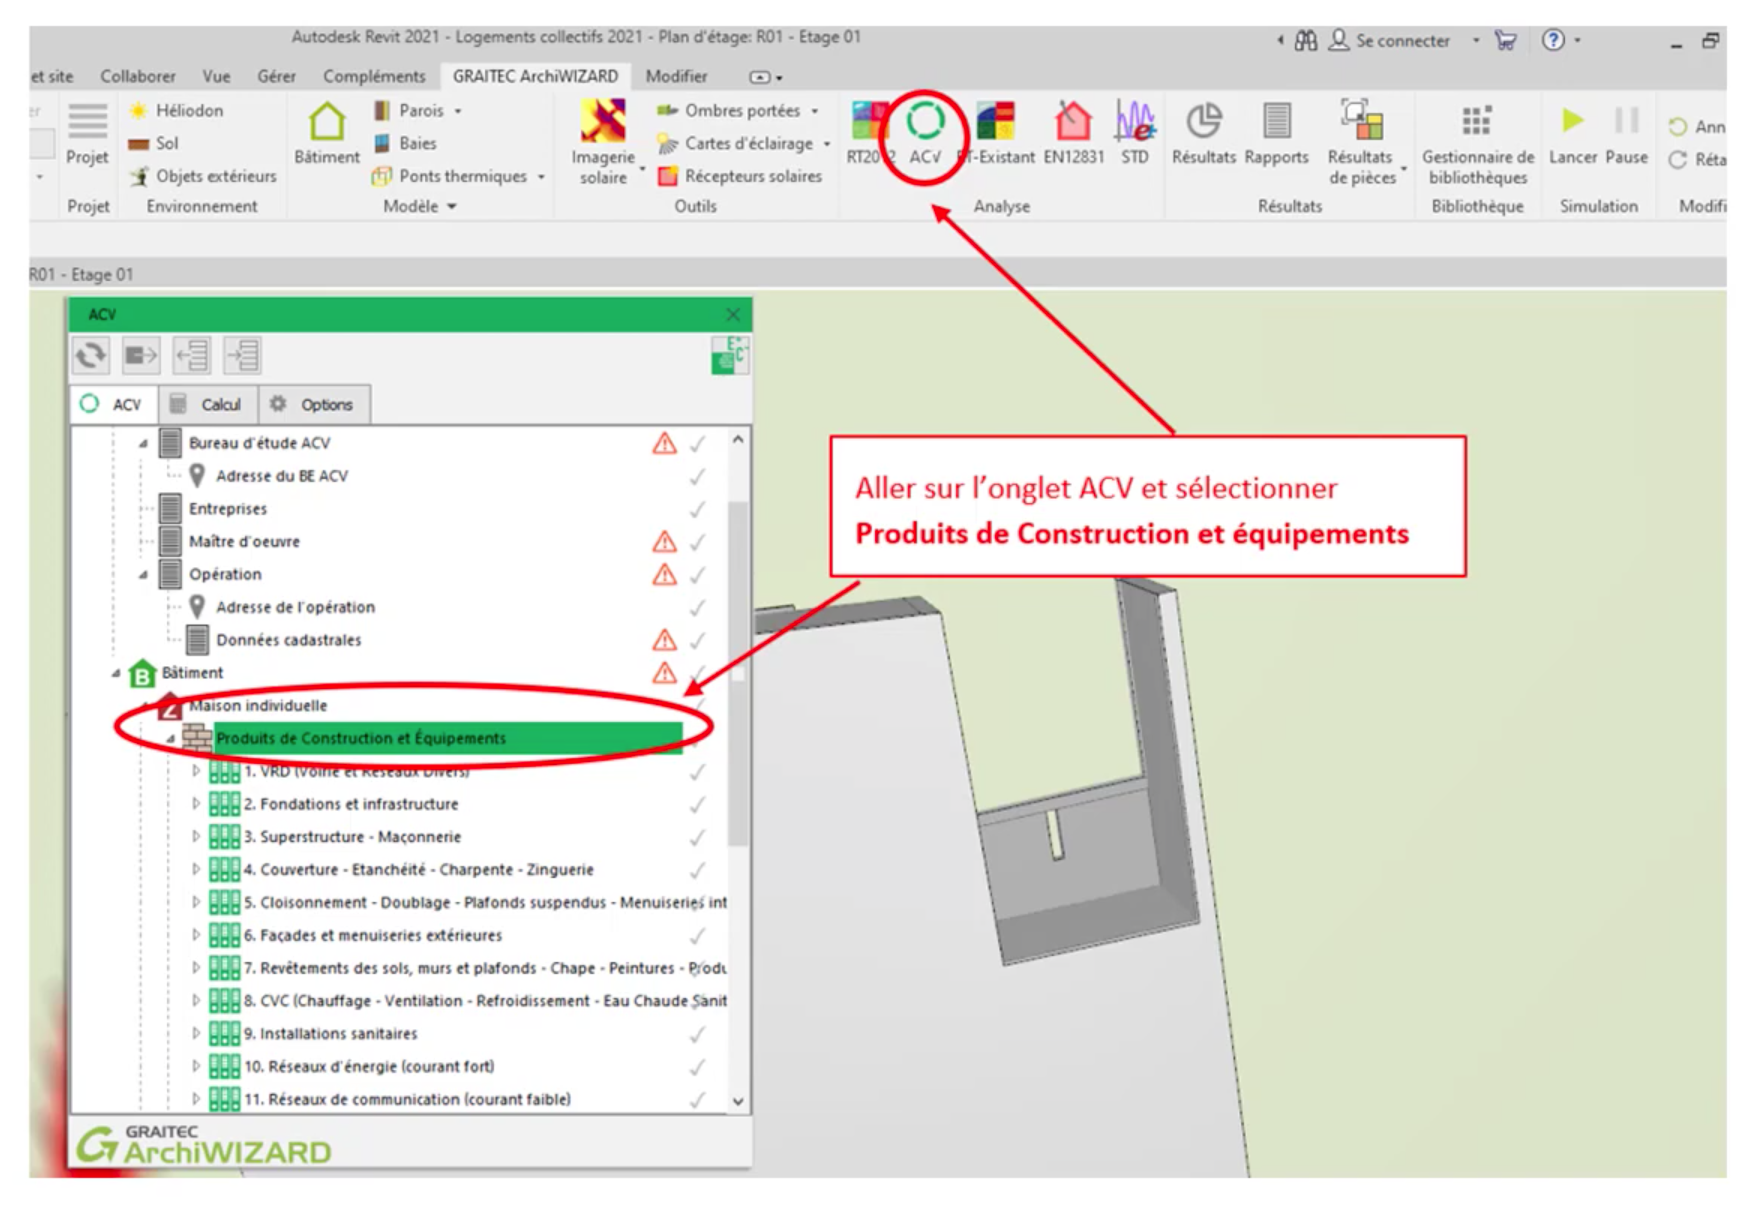 Autodesk Revit 2021 - Logements collectifs 2021 - Plan d'étage: R01 - Etage 01
Se connecter
et site Collaborer Vue Gérer Compléments GRAITEC ArchiWIZARD Modifier
Projet
Projet
Héliodon
Sol
Objets extérieurs
Environnement
Bâtiment
Parois
Baies
Ponts thermiques
Modèle
Imagerie
solaire
Ombres portées
Cartes d'éclairage
Récepteurs solaires
Outils
RT2012 ACV RT-Existant EN12831 STD
Analyse
Résultats Rapports Résultats
de pièces
Résultats
Gestionnaire de
bibliothèques
Bibliothèque
Lancer Pause
Simulation
Ann
Réta
Modifi
R01 - Etage 01
ACV
ACV Calcul Options
Bureau d'étude ACV
Adresse du BE ACV
Entreprises
Maître d'oeuvre
Opération
Adresse de l'opération
Données cadastrales
B Bâtiment
Z Maison individuelle
Produits de Construction et Équipements
1. VRD (Voirie et Réseaux Divers)
2. Fondations et infrastructure
3. Superstructure - Maçonnerie
4. Couverture - Etanchéité - Charpente - Zinguerie
5. Cloisonnement - Doublage - Plafonds suspendus - Menuiseries int
6. Façades et menuiseries extérieures
7. Revêtements des sols, murs et plafonds - Chape - Peintures - Produ
8. CVC (Chauffage - Ventilation - Refroidissement - Eau Chaude Sanit
9. Installations sanitaires
10. Réseaux d'énergie (courant fort)
11. Réseaux de communication (courant faible)
GRAITEC
ArchiWIZARD
Aller sur l'onglet ACV et sélectionner
Produits de Construction et équipements